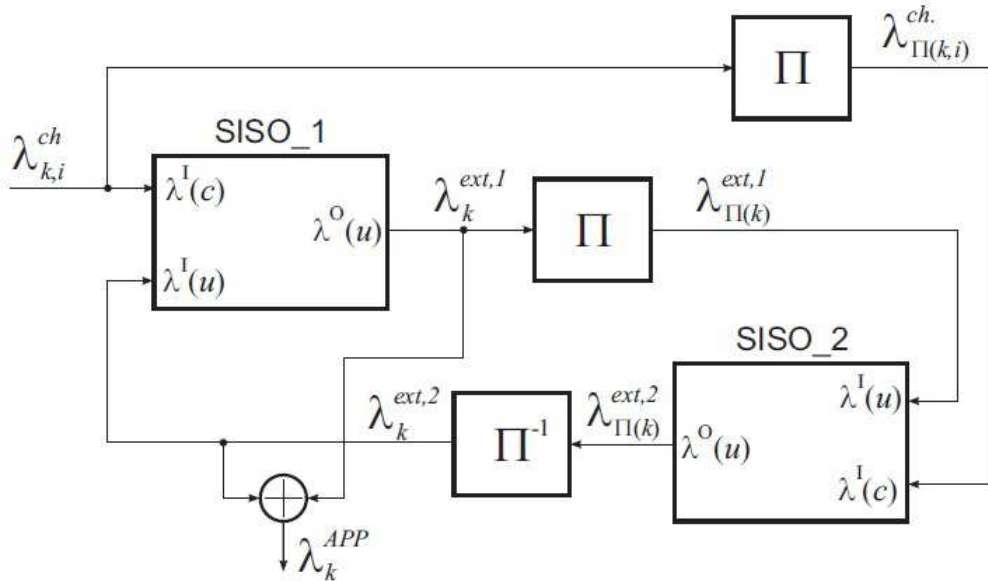 λ^{ch.}_{Π(k,i)}
Π
SISO_1
λ^{ch}_{k,i}
λ^I(c)
λ^O(u)
λ^I(u)
λ^{ext,1}_k
Π
λ^{ext,1}_{Π(k)}
SISO_2
λ^I(u)
λ^O(u)
λ^I(c)
λ^{ext,2}_k
Π^{-1}
λ^{ext,2}_{Π(k)}
λ^{APP}_k